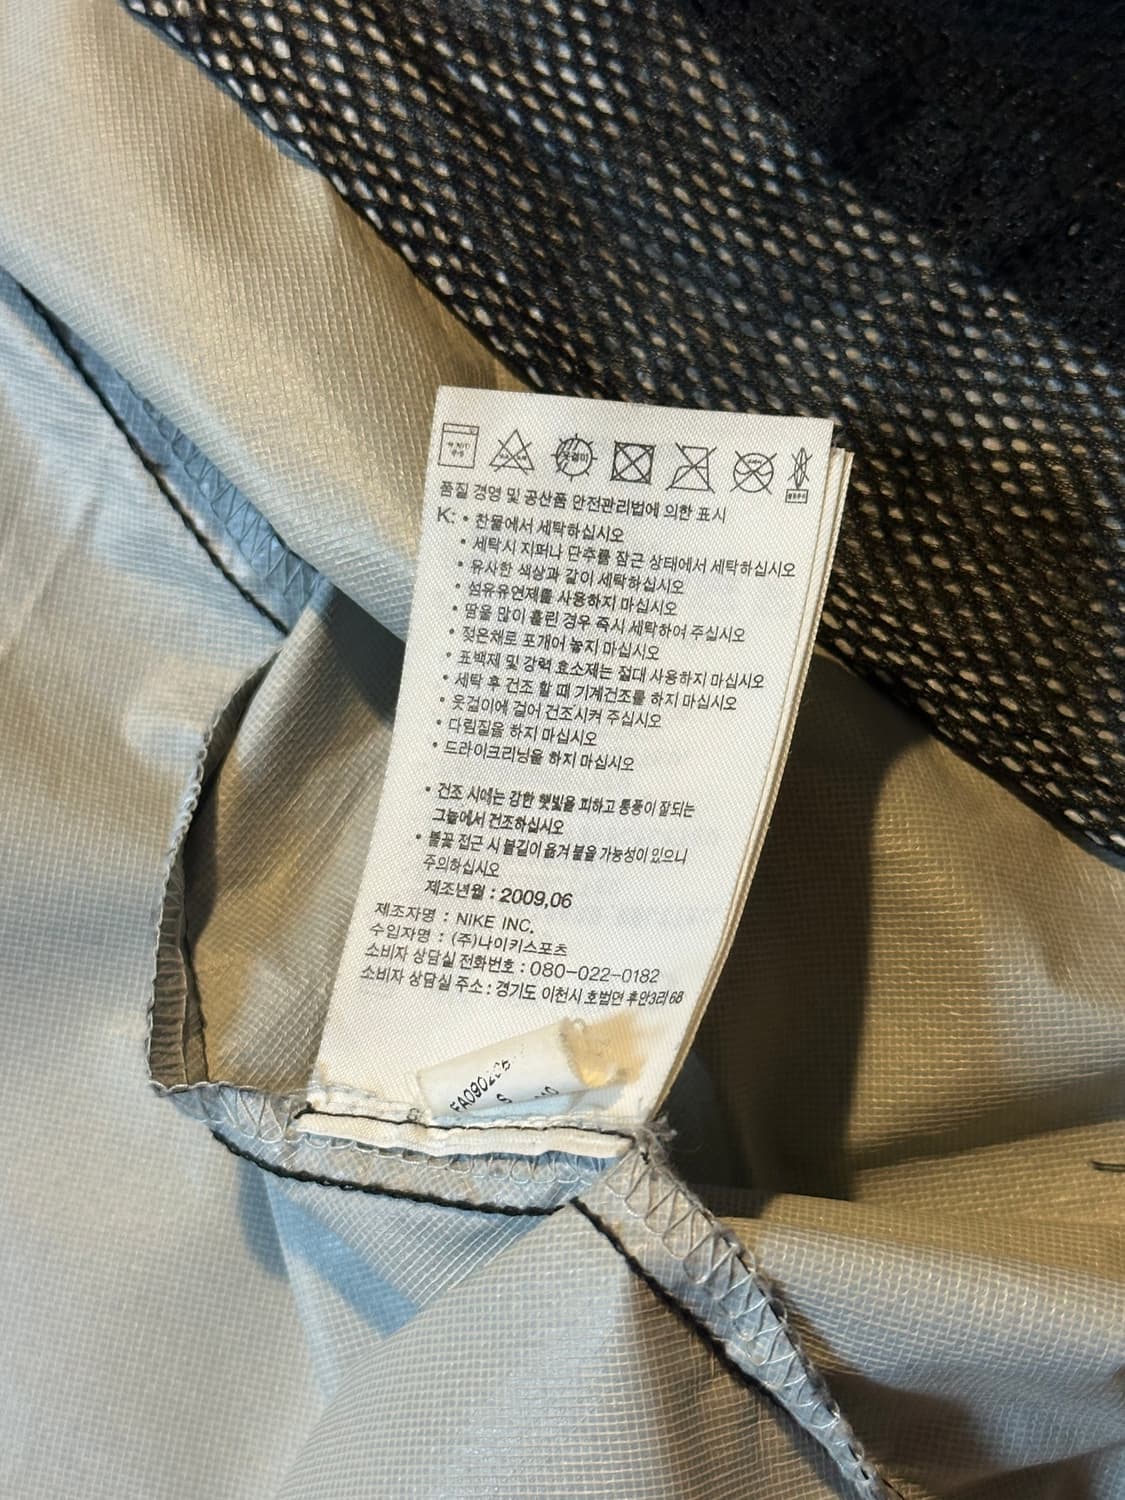 품질 경영 및 공산품 안전관리법에 의한 표시
K: • 찬물에서 세탁하십시오
• 세탁시 지퍼나 단추를 잠근 상태에서 세탁하십시오
• 유사한 색상과 같이 세탁하십시오
• 섬유유연제를 사용하지 마십시오
• 땀을 많이 흘린 경우 즉시 세탁하여 주십시오
• 젖은채로 포개어 놓지 마십시오
• 표백제 및 강력 효소제는 절대 사용하지 마십시오
• 세탁 후 건조 할 때 기계건조를 하지 마십시오
• 옷걸이에 걸어 건조시켜 주십시오
• 다림질을 하지 마십시오
• 드라이크리닝을 하지 마십시오
• 건조 시에는 강한 햇빛을 피하고 통풍이 잘되는
그늘에서 건조하십시오
• 불꽃 접근 시 불길이 옮겨 붙을 가능성이 있으니
주의하십시오
제조년월 : 2009,06
제조자명 : NIKE INC.
수입자명 : (주)나이키스포츠
소비자 상담실 전화번호 : 080-022-0182
소비자 상담실 주소 : 경기도 이천시 호법면 후안3리 68
S